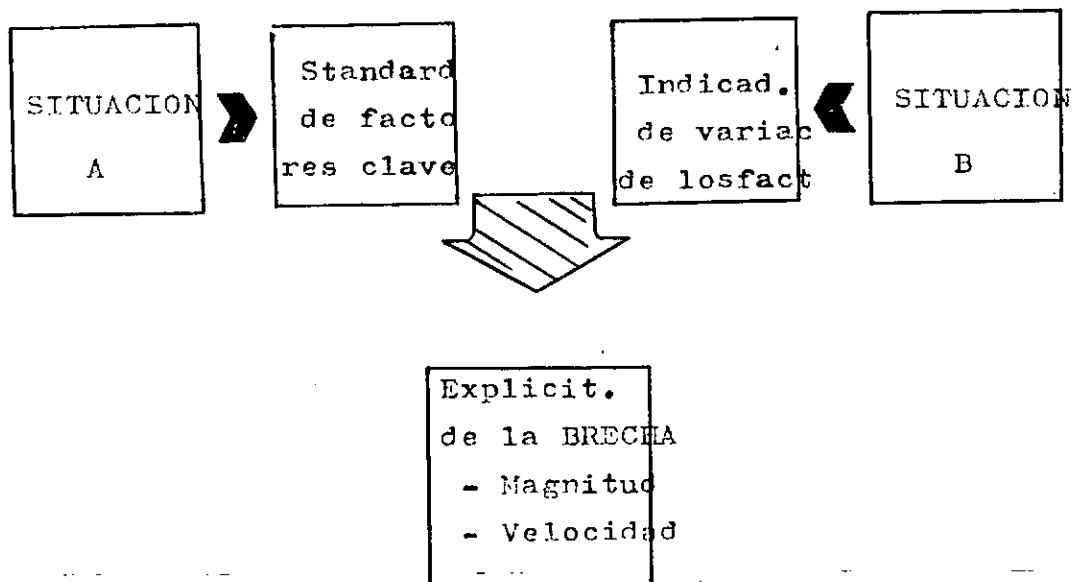 SITUACION
A
Standard
de facto
res clave
Indicad.
de variac
de losfact
SITUACION
B
Explicit.
de la BRECHA
- Magnitud
- Velocidad